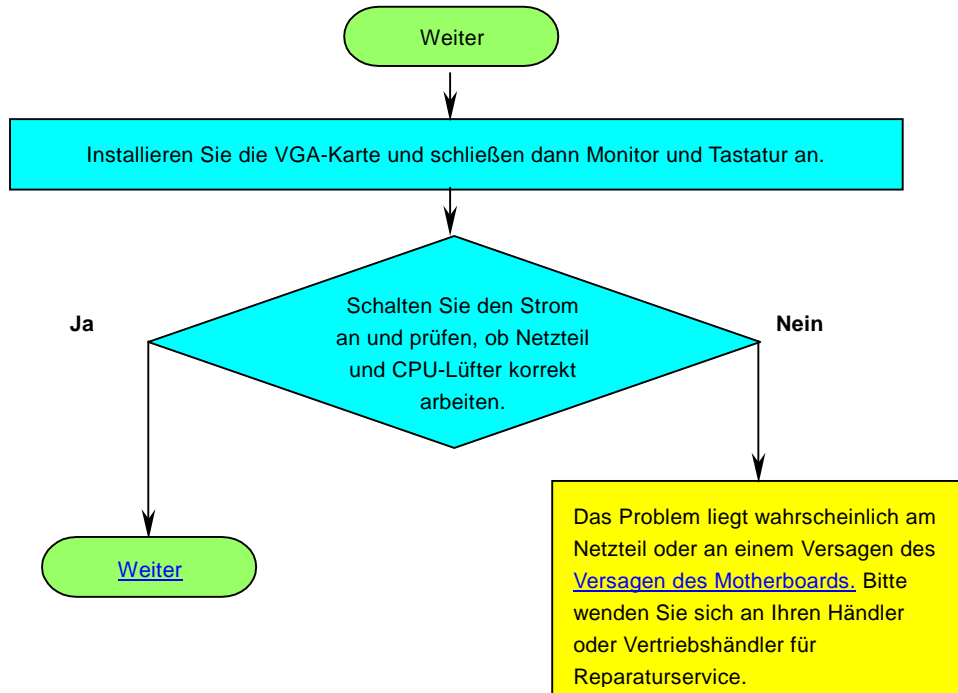 Weiter
Installieren Sie die VGA-Karte und schließen dann Monitor und Tastatur an.
Schalten Sie den Strom
an und prüfen, ob Netzteil
und CPU-Lüfter korrekt
arbeiten.
Ja
Nein
Weiter
Das Problem liegt wahrscheinlich am
Netzteil oder an einem Versagen des
Versagen des Motherboards. Bitte
wenden Sie sich an Ihren Händler
oder Vertriebshändler für
Reparaturservice.